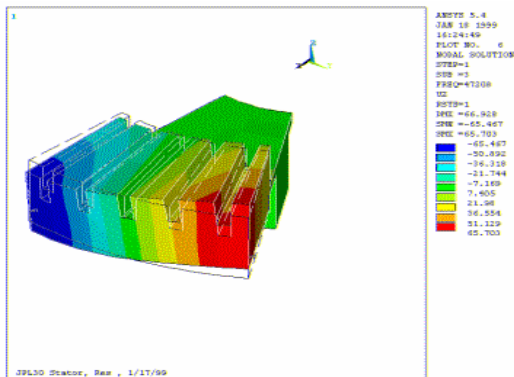 1
ANSYS 5.4
JAN 18 1999
16:24:49
PLOT NO. 6
NODAL SOLUTION
STEP=1
SUB =3
FREQ=47208
UZ
RSYS=1
DMX =66.928
SMN =-65.467
SMX =65.703
-65.467
-50.892
-36.318
-21.744
-7.169
7.405
21.98
36.554
51.129
65.703
Z
X
Y
JPL30 Stator, Res , 1/17/99